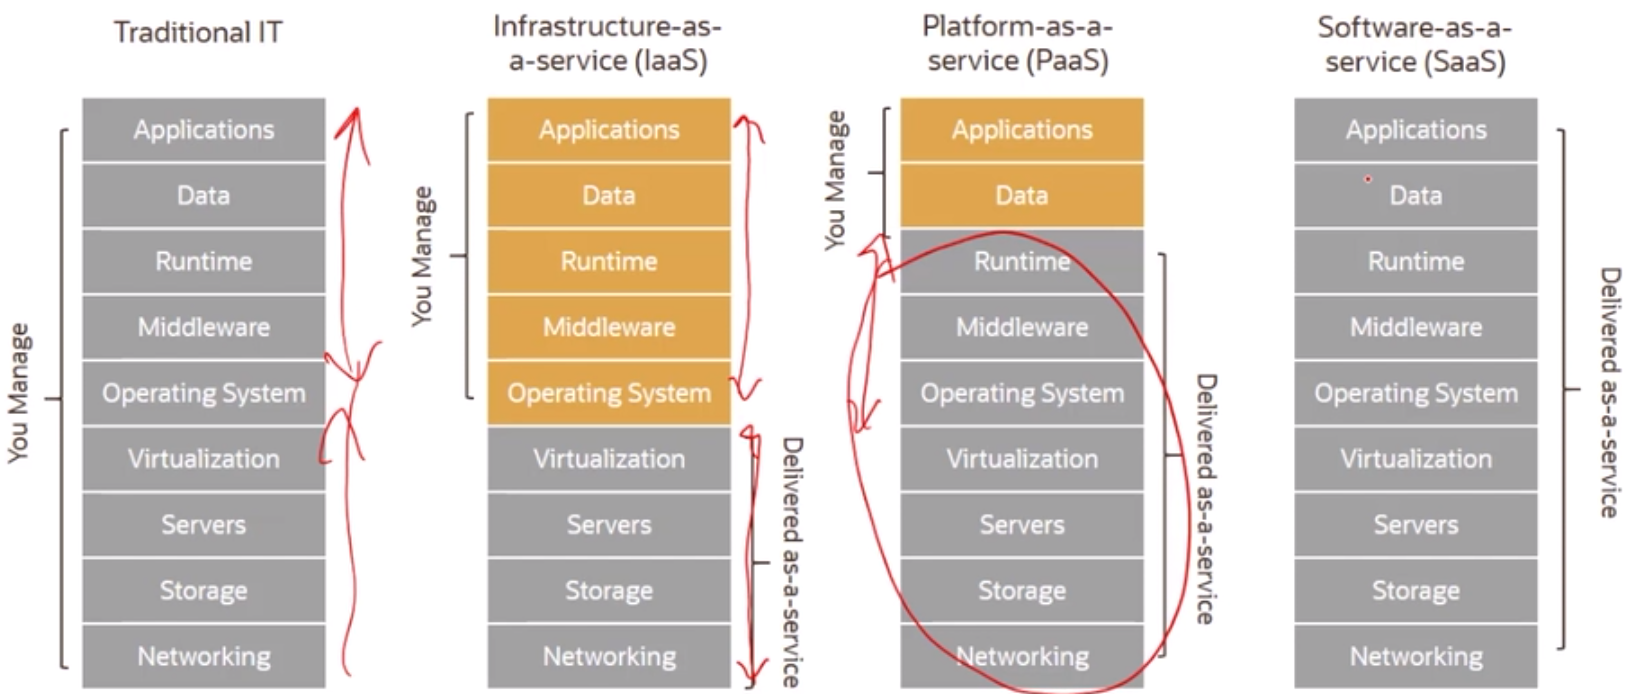 Traditional IT
You Manage
Applications
Data
Runtime
Middleware
Operating System
Virtualization
Servers
Storage
Networking
Infrastructure-as-
a-service (IaaS)
You Manage
Applications
Data
Runtime
Middleware
Operating System
Virtualization
Servers
Storage
Networking
Delivered as-a-service
Platform-as-a-
service (PaaS)
You Manage
Applications
Data
Runtime
Middleware
Operating System
Virtualization
Servers
Storage
Networking
Delivered as-a-service
Software-as-a-
service (SaaS)
Applications
Data
Runtime
Middleware
Operating System
Virtualization
Servers
Storage
Networking
Delivered as-a-service